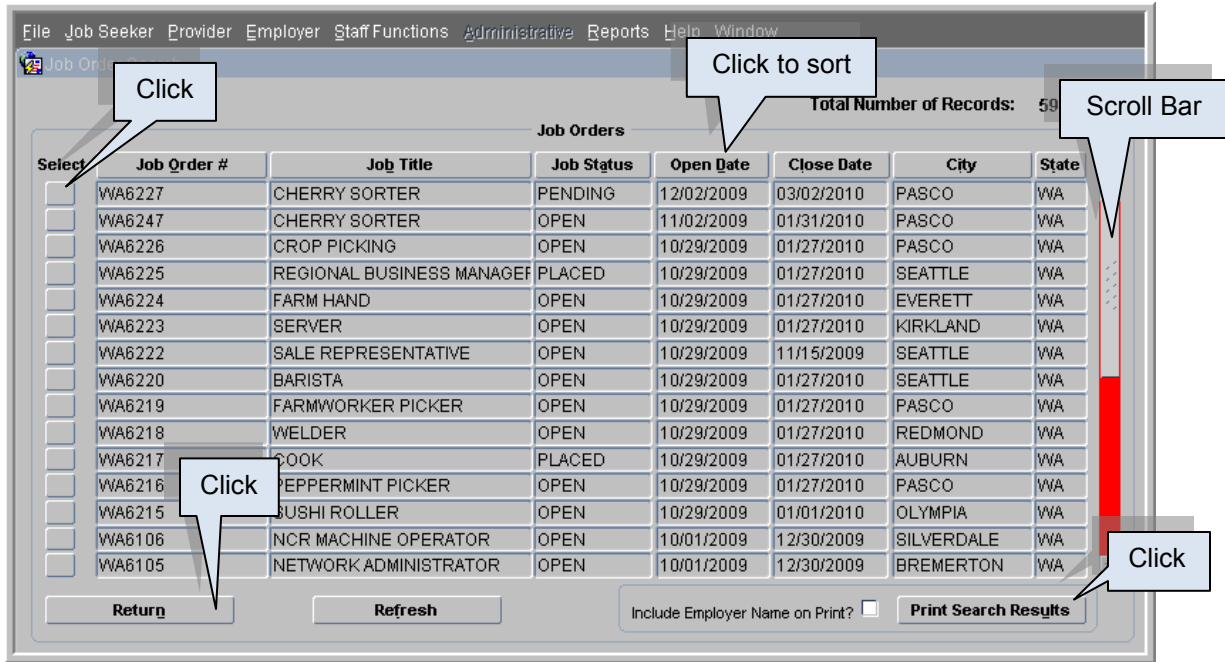 File Job Seeker Provider Employer Staff Functions Administrative Reports Help Window
Job Order
Click
Click to sort
Total Number of Records: 59
Scroll Bar
Job Orders
Select Job Order # Job Title Job Status Open Date Close Date City State
WA6227 CHERRY SORTER PENDING 12/02/2009 03/02/2010 PASCO WA
WA6247 CHERRY SORTER OPEN 11/02/2009 01/31/2010 PASCO WA
WA6226 CROP PICKING OPEN 10/29/2009 01/27/2010 PASCO WA
WA6225 REGIONAL BUSINESS MANAGER PLACED 10/29/2009 01/27/2010 SEATTLE WA
WA6224 FARM HAND OPEN 10/29/2009 01/27/2010 EVERETT WA
WA6223 SERVER OPEN 10/29/2009 01/27/2010 KIRKLAND WA
WA6222 SALE REPRESENTATIVE OPEN 10/29/2009 11/15/2009 SEATTLE WA
WA6220 BARISTA OPEN 10/29/2009 01/27/2010 SEATTLE WA
WA6219 FARMWORKER PICKER OPEN 10/29/2009 01/27/2010 PASCO WA
WA6218 WELDER OPEN 10/29/2009 01/27/2010 REDMOND WA
WA6217 COOK PLACED 10/29/2009 01/27/2010 AUBURN WA
WA6216 PEPPERMINT PICKER OPEN 10/29/2009 01/27/2010 PASCO WA
Click
WA6215 SUSHI ROLLER OPEN 10/29/2009 01/01/2010 OLYMPIA WA
WA6106 NCR MACHINE OPERATOR OPEN 10/01/2009 12/30/2009 SILVERDALE WA
WA6105 NETWORK ADMINISTRATOR OPEN 10/01/2009 12/30/2009 BREMERTON WA
Click
Return Refresh Include Employer Name on Print? Print Search Results